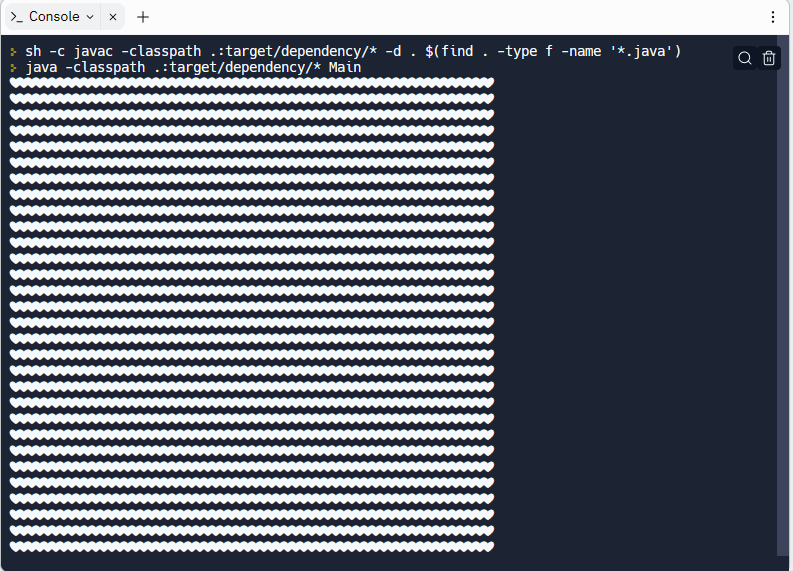 Console
sh -c javac -classpath .:target/dependency/* -d . $(find . -type f -name '*.java')
java -classpath .:target/dependency/* Main